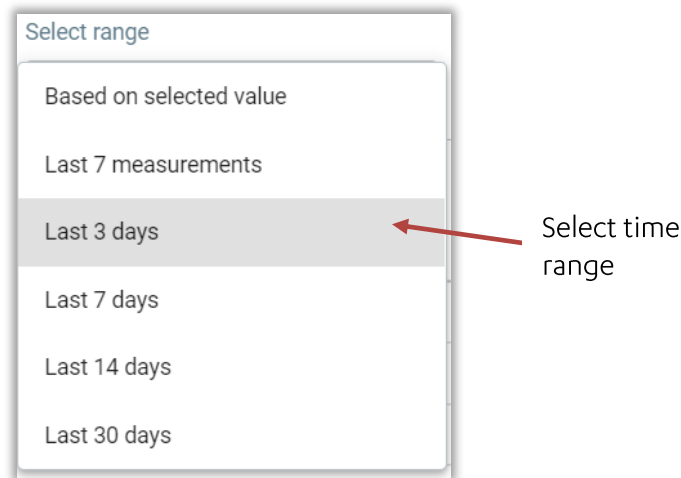 Select range
Based on selected value
Last 7 measurements
Last 3 days
Last 7 days
Last 14 days
Last 30 days
Select time
range